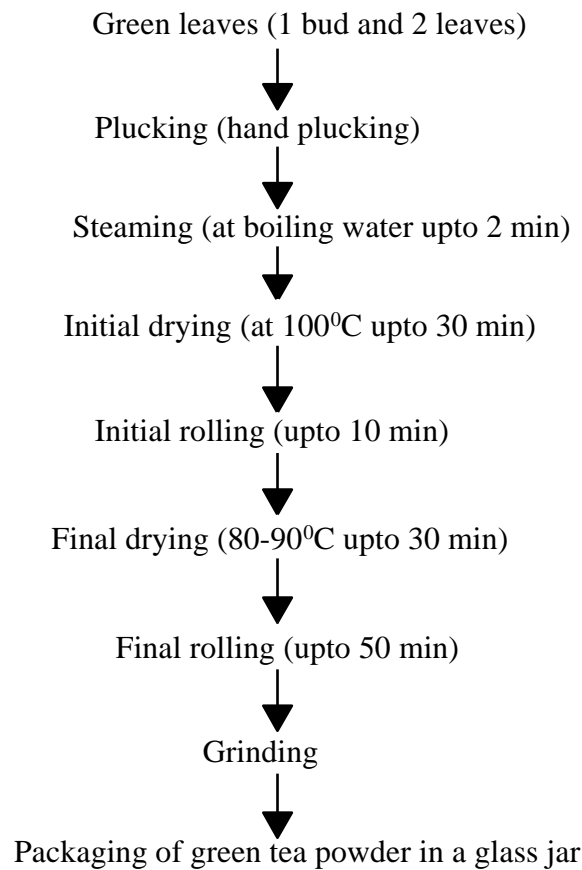 Green leaves (1 bud and 2 leaves)
Plucking (hand plucking)
Steaming (at boiling water upto 2 min)
Initial drying (at 100⁰C upto 30 min)
Initial rolling (upto 10 min)
Final drying (80-90⁰C upto 30 min)
Final rolling (upto 50 min)
Grinding
Packaging of green tea powder in a glass jar